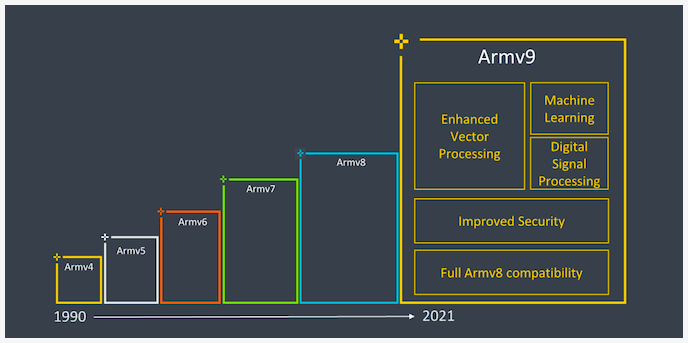 Armv9
Enhanced
Vector
Processing
Machine
Learning
Digital
Signal
Processing
Improved Security
Full Armv8 compatibility
Armv8
Armv7
Armv6
Armv5
Armv4
1990
2021